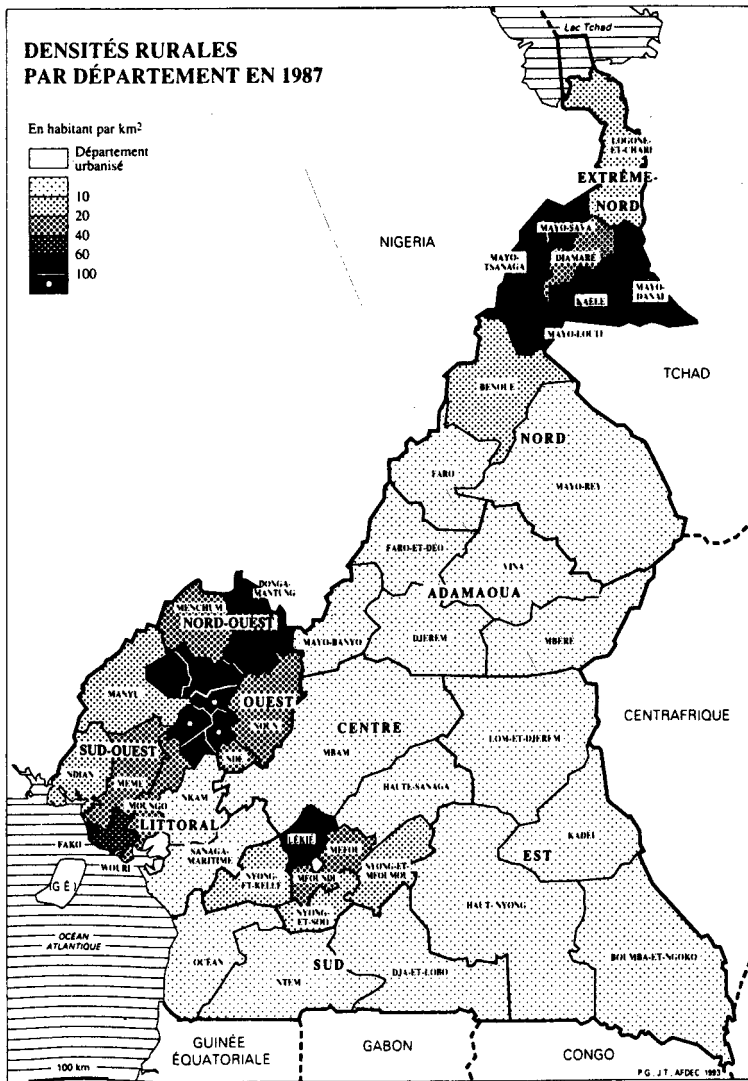 DENSITÉS RURALES
PAR DÉPARTEMENT EN 1987
En habitant par km²
Département
urbanisé
10
20
40
60
100
Lac Tchad
LOGONE-
ET-CHARI
EXTRÊME-
NORD
NIGERIA
MAYO-SAVA
MAYO-
TSANAGA
DIAMARÉ
MAYO-
DANAI
KAÉLÉ
MAYO-LOUTI
TCHAD
BENOUE
NORD
FARO
MAYO-REY
FARO-ET-DÉO
VINA
ADAMAOUA
DONGA-
MANTUNG
MENCHUM
NORD-OUEST
MAYO-BANYO
DJEREM
MBERE
MANYU
OUEST
NOUN
CENTRE
CENTRAFRIQUE
SUD-OUEST
LOM-ET-DJEREM
NDE
MBAM
NDIAN
MEME
NKAM
HAUTE-SANAGA
MOUNGO
LITTORAL
KADEI
FAKO
LÉKIÉ
MEFOU
EST
SANAGA-
MARITIME
WOURI
NYONG-
ET-KELLE
MFOUNDI
NYONG-ET-
MFOUMOU
GÉ
HAUT-NYONG
NYONG-
ET-SOO
OCÉAN
ATLANTIQUE
BOUMBA-ET-NGOKO
OCÉAN
SUD
DJA-ET-LOBO
NTEM
GUINÉE
ÉQUATORIALE
GABON
CONGO
100 km
P.G., J.T., AFDEC 1993